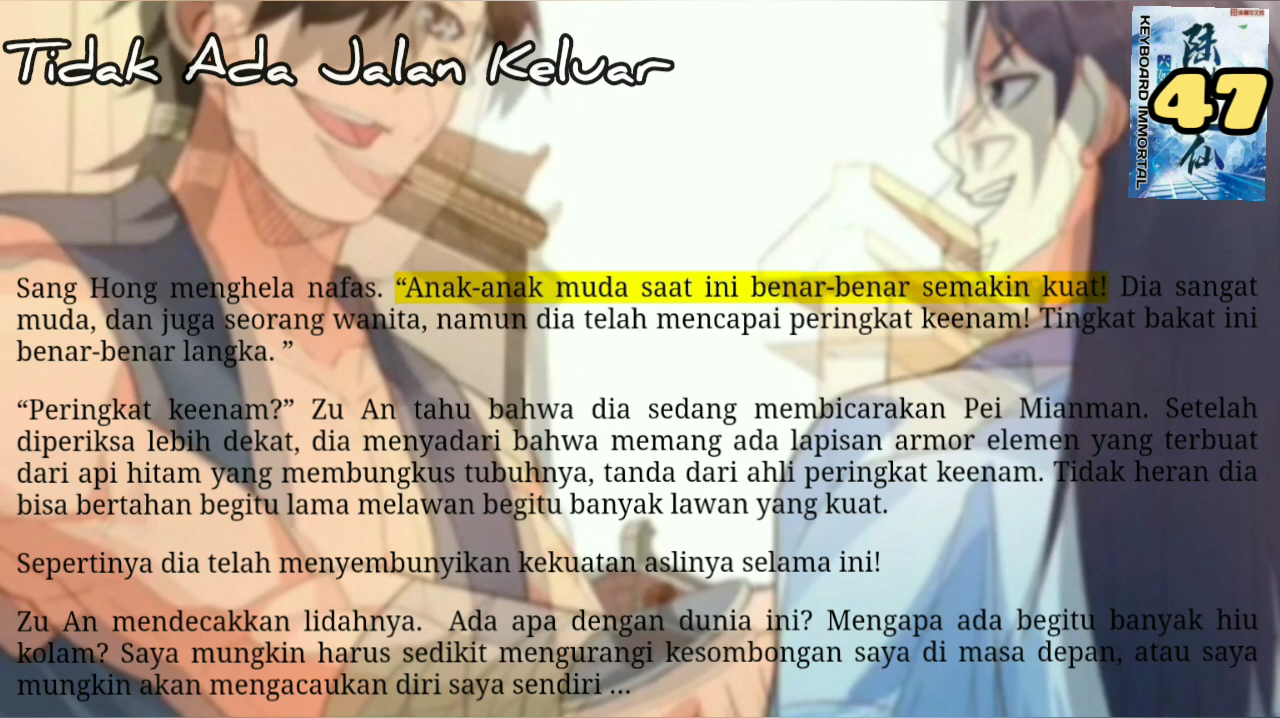 Tidak Ada Jalan Keluar
KEYBOARD IMMORTAL
47
Sang Hong menghela nafas. “Anak-anak muda saat ini benar-benar semakin kuat! Dia sangat
muda, dan juga seorang wanita, namun dia telah mencapai peringkat keenam! Tingkat bakat ini
benar-benar langka. ”
“Peringkat keenam?” Zu An tahu bahwa dia sedang membicarakan Pei Mianman. Setelah
diperiksa lebih dekat, dia menyadari bahwa memang ada lapisan armor elemen yang terbuat
dari api hitam yang membungkus tubuhnya, tanda dari ahli peringkat keenam. Tidak heran dia
bisa bertahan begitu lama melawan begitu banyak lawan yang kuat.
Sepertinya dia telah menyembunyikan kekuatan aslinya selama ini!
Zu An mendecakkan lidahnya.  Ada apa dengan dunia ini? Mengapa ada begitu banyak hiu
kolam? Saya mungkin harus sedikit mengurangi kesombongan saya di masa depan, atau saya
mungkin akan mengacaukan diri saya sendiri ...